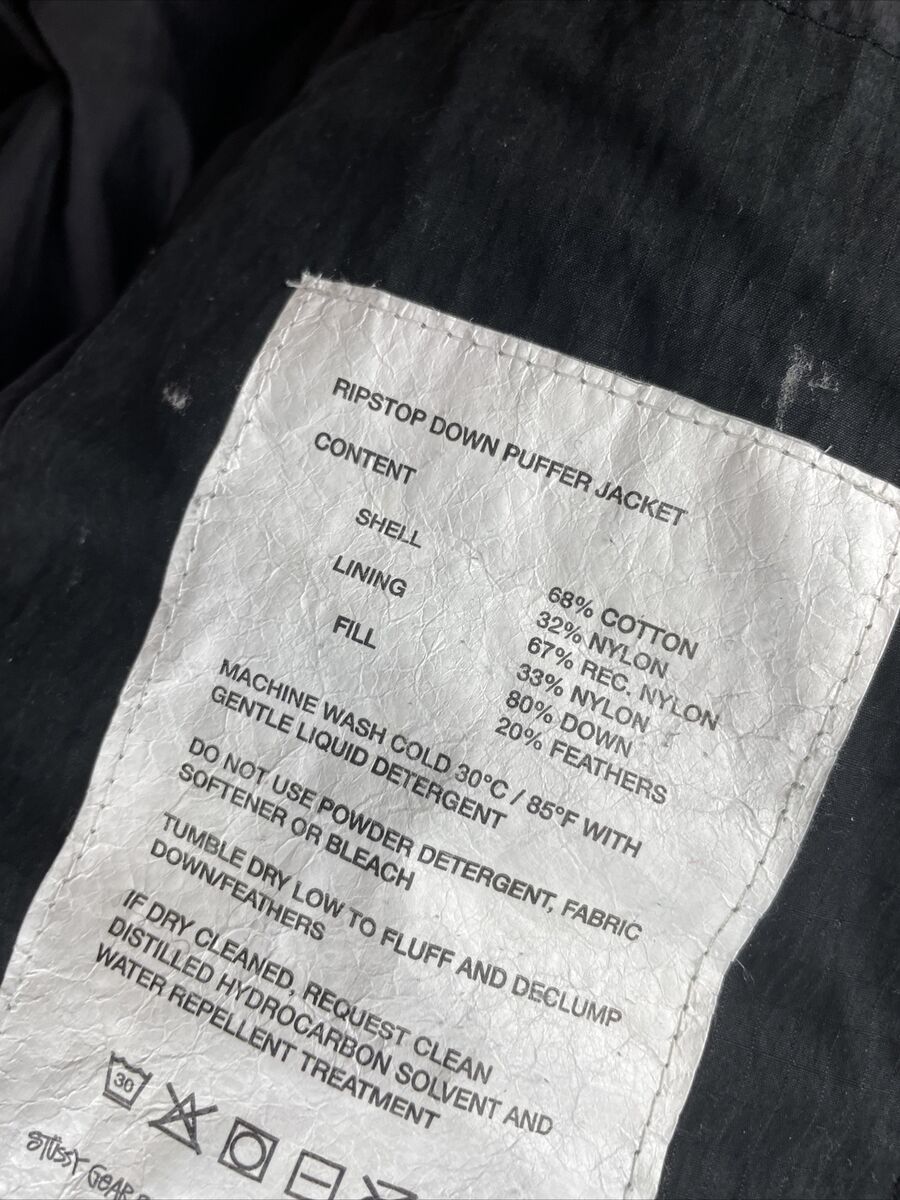 RIPSTOP DOWN PUFFER JACKET
CONTENT
SHELL
68% COTTON
32% NYLON
LINING
67% REC. NYLON
33% NYLON
FILL
80% DOWN
20% FEATHERS
MACHINE WASH COLD 30°C / 85°F WITH
GENTLE LIQUID DETERGENT
DO NOT USE POWDER DETERGENT, FABRIC
SOFTENER OR BLEACH
TUMBLE DRY LOW TO FLUFF AND DECLUMP
DOWN/FEATHERS
IF DRY CLEANED, REQUEST CLEAN
DISTILLED HYDROCARBON SOLVENT AND
WATER REPELLENT TREATMENT
30
STÜSSY GEAR